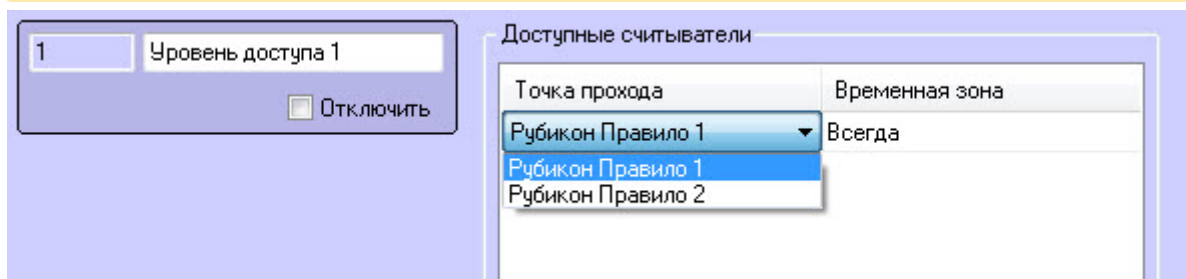 1
Уровень доступа 1
Отключить
Доступные считыватели
Точка прохода
Временная зона
Рубикон Правило 1
Всегда
Рубикон Правило 1
Рубикон Правило 2